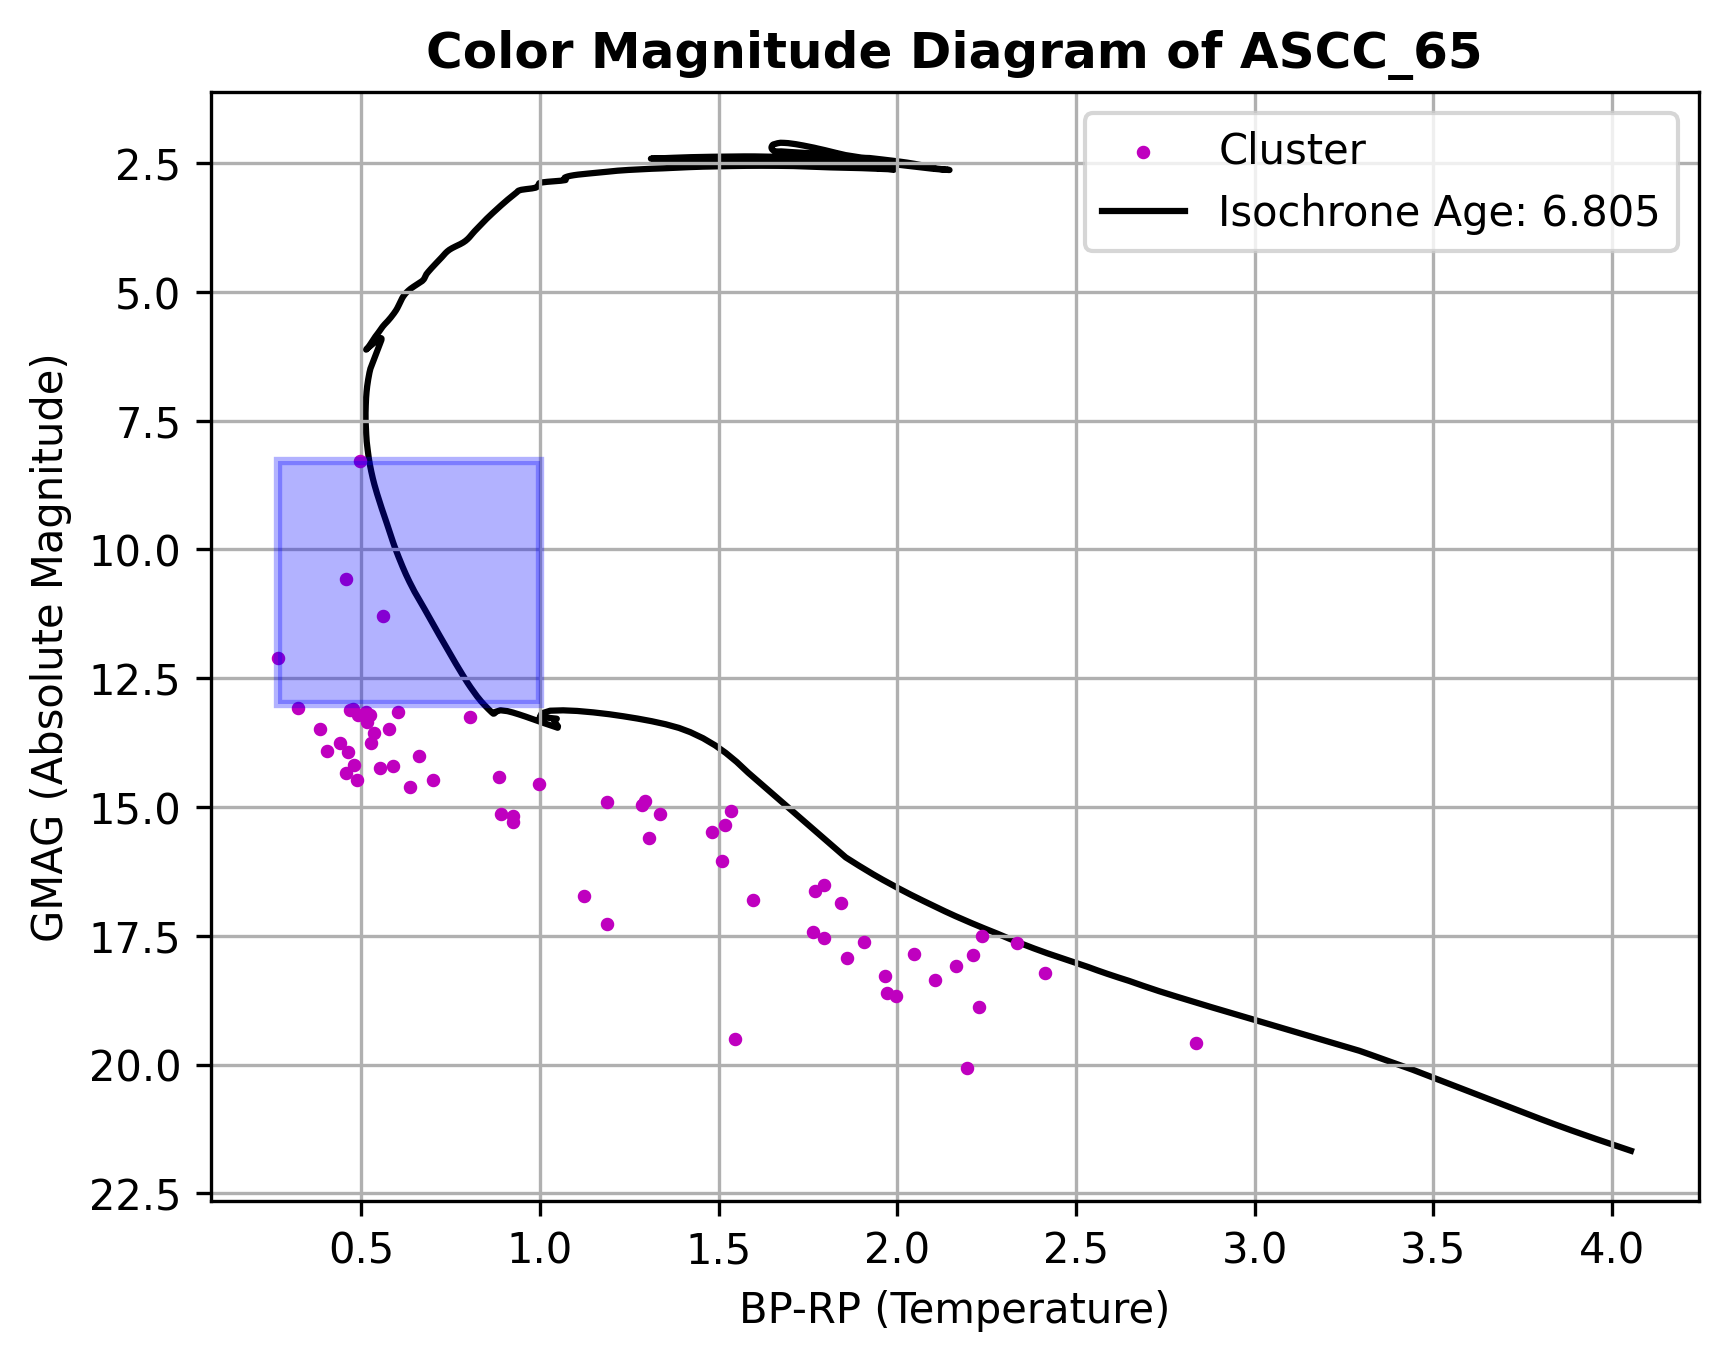 Color Magnitude Diagram of ASCC_65
Cluster
Isochrone Age: 6.805
GMAG (Absolute Magnitude)
2.5
5.0
7.5
10.0
12.5
15.0
17.5
20.0
22.5
0.5 1.0 1.5 2.0 2.5 3.0 3.5 4.0
BP-RP (Temperature)